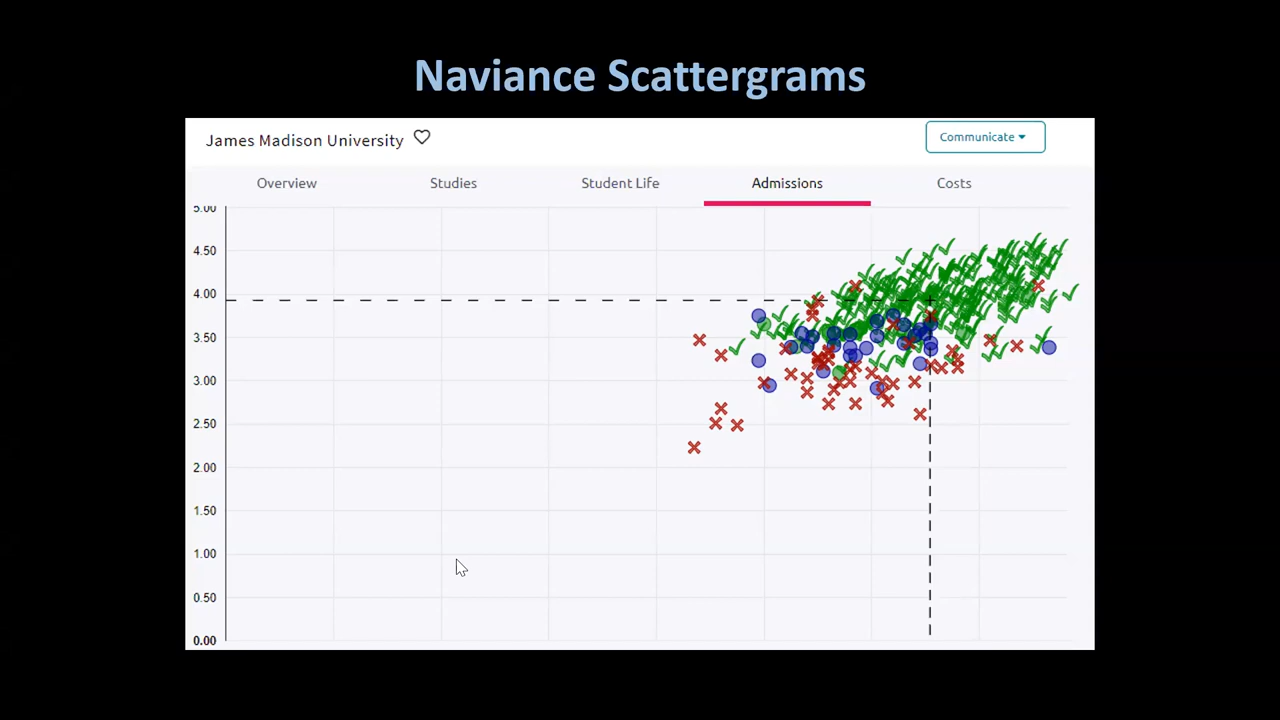 Naviance Scattergrams
James Madison University
Communicate
Overview Studies Student Life Admissions Costs
5.00
4.50
4.00
3.50
3.00
2.50
2.00
1.50
1.00
0.50
0.00